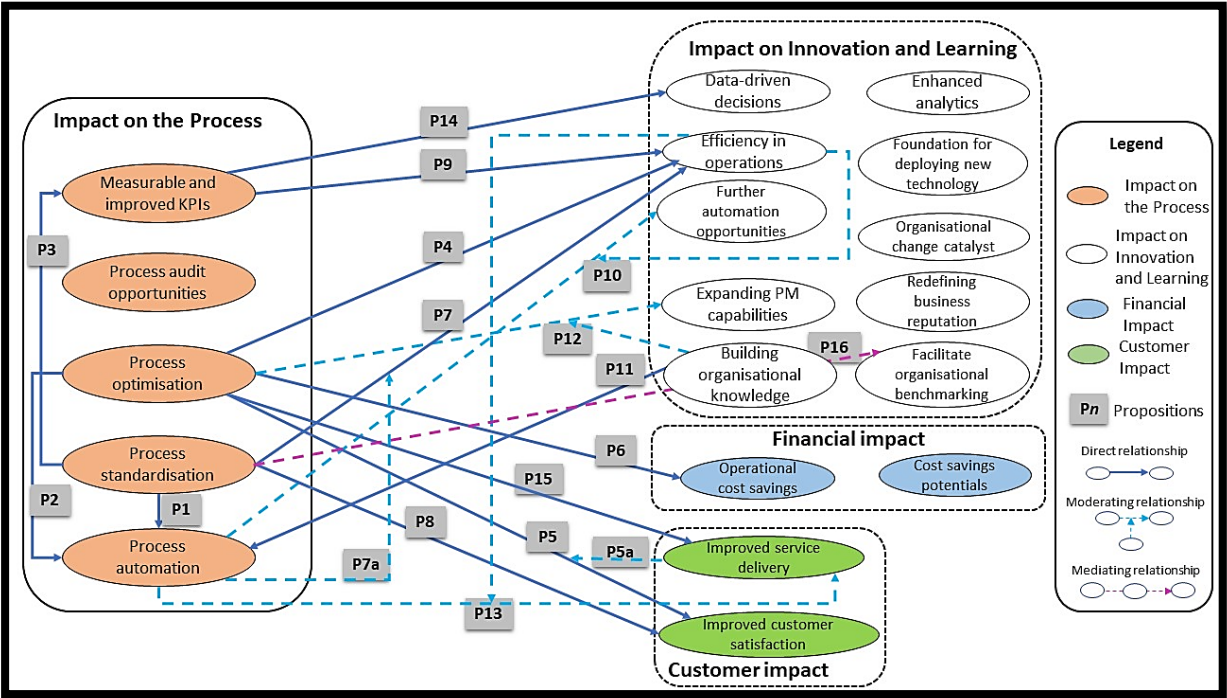 Impact on the Process
Measurable and
improved KPIs
Process audit
opportunities
Process
optimisation
Process
standardisation
Process
automation
P3
P2
P1
P14
P9
P4
P7
P10
P12
P11
P16
P6
P15
P8
P5
P5a
P7a
P13
Impact on Innovation and Learning
Data-driven
decisions
Enhanced
analytics
Efficiency in
operations
Foundation for
deploying new
technology
Further
automation
opportunities
Organisational
change catalyst
Expanding PM
capabilities
Redefining
business
reputation
Building
organisational
knowledge
Facilitate
organisational
benchmarking
Financial impact
Operational
cost savings
Cost savings
potentials
Improved service
delivery
Improved customer
satisfaction
Customer impact
Legend
Impact on
the Process
Impact on
Innovation
and Learning
Financial
Impact
Customer
Impact
Pn Propositions
Direct relationship
Moderating relationship
Mediating relationship